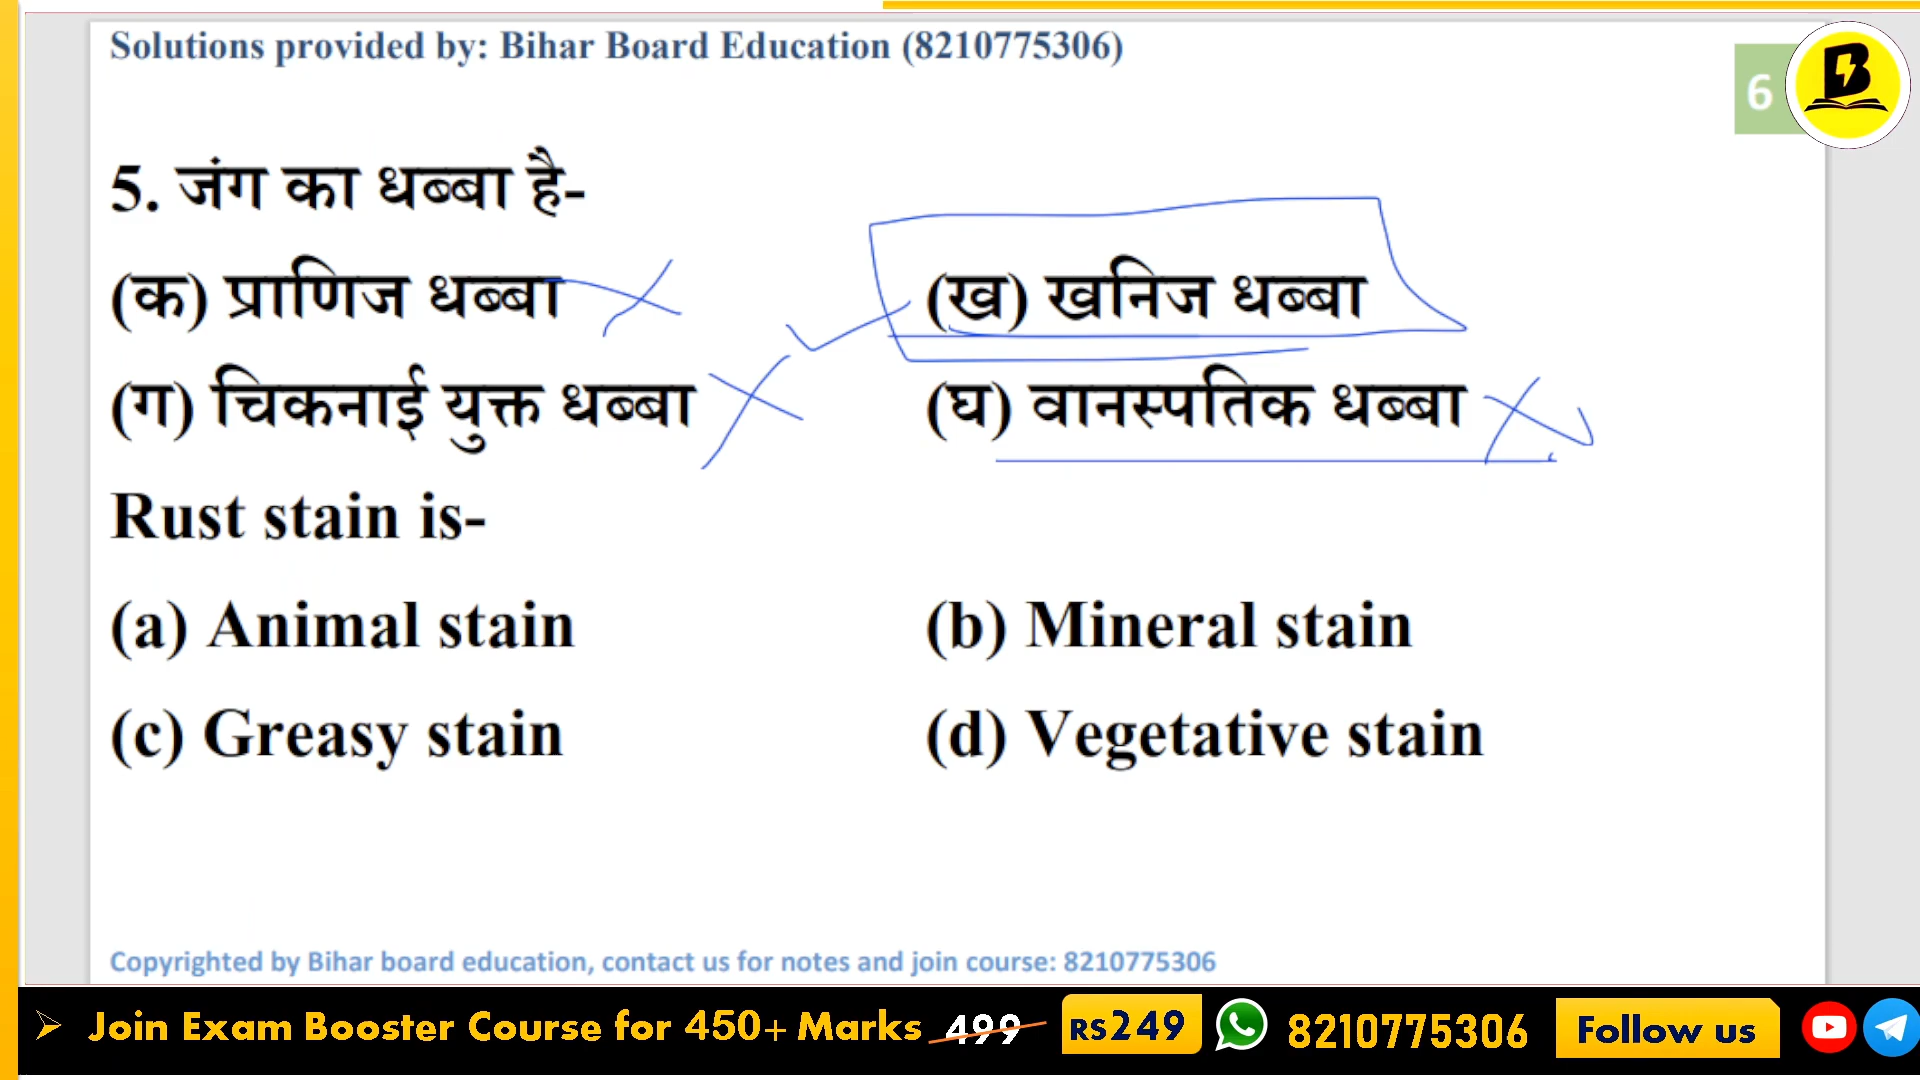 Solutions provided by: Bihar Board Education (8210775306)
6
B
5. जंग का धब्बा है-
(क) प्राणिज धब्बा (ख) खनिज धब्बा
(ग) चिकनाई युक्त धब्बा (घ) वानस्पतिक धब्बा
Rust stain is-
(a) Animal stain (b) Mineral stain
(c) Greasy stain (d) Vegetative stain
Copyrighted by Bihar board education, contact us for notes and join course: 8210775306
Join Exam Booster Course for 450+ Marks 499 RS249 8210775306 Follow us